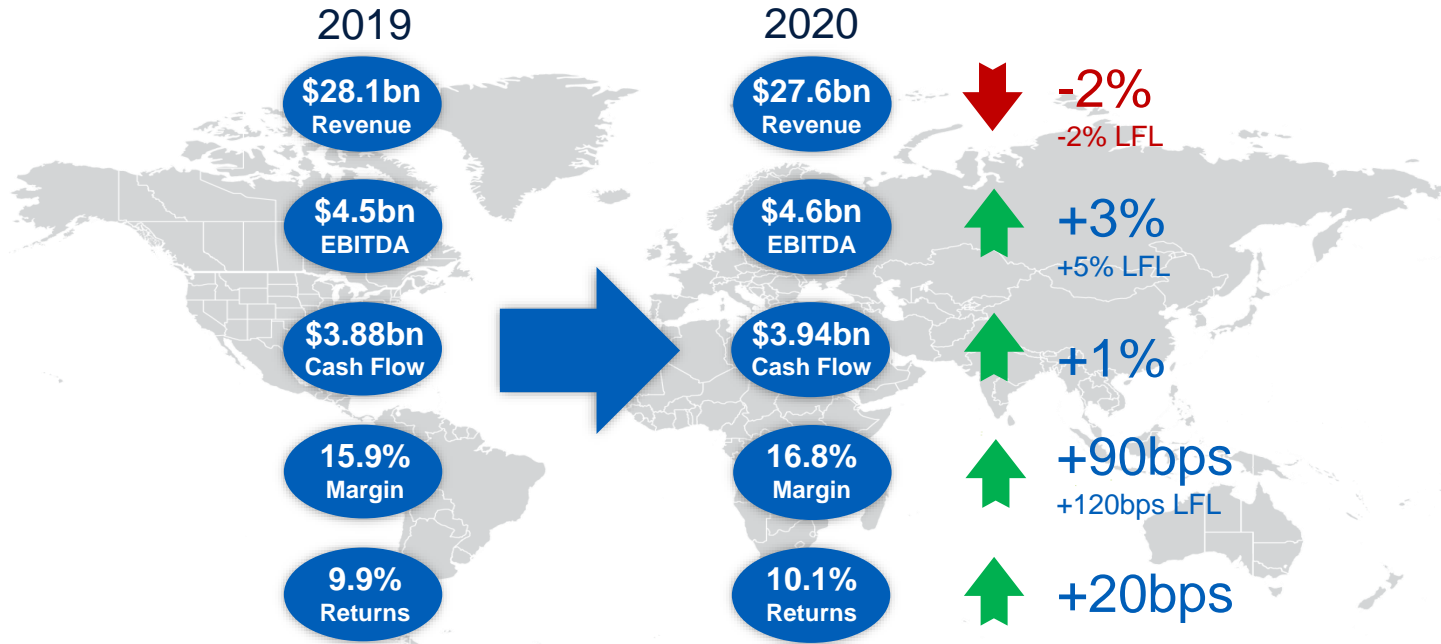 2019
2020
$28.1bn
Revenue
$27.6bn
Revenue
-2%
-2% LFL
$4.5bn
EBITDA
$4.6bn
EBITDA
+3%
+5% LFL
$3.88bn
Cash Flow
$3.94bn
Cash Flow
+1%
15.9%
Margin
16.8%
Margin
+90bps
+120bps LFL
9.9%
Returns
10.1%
Returns
+20bps